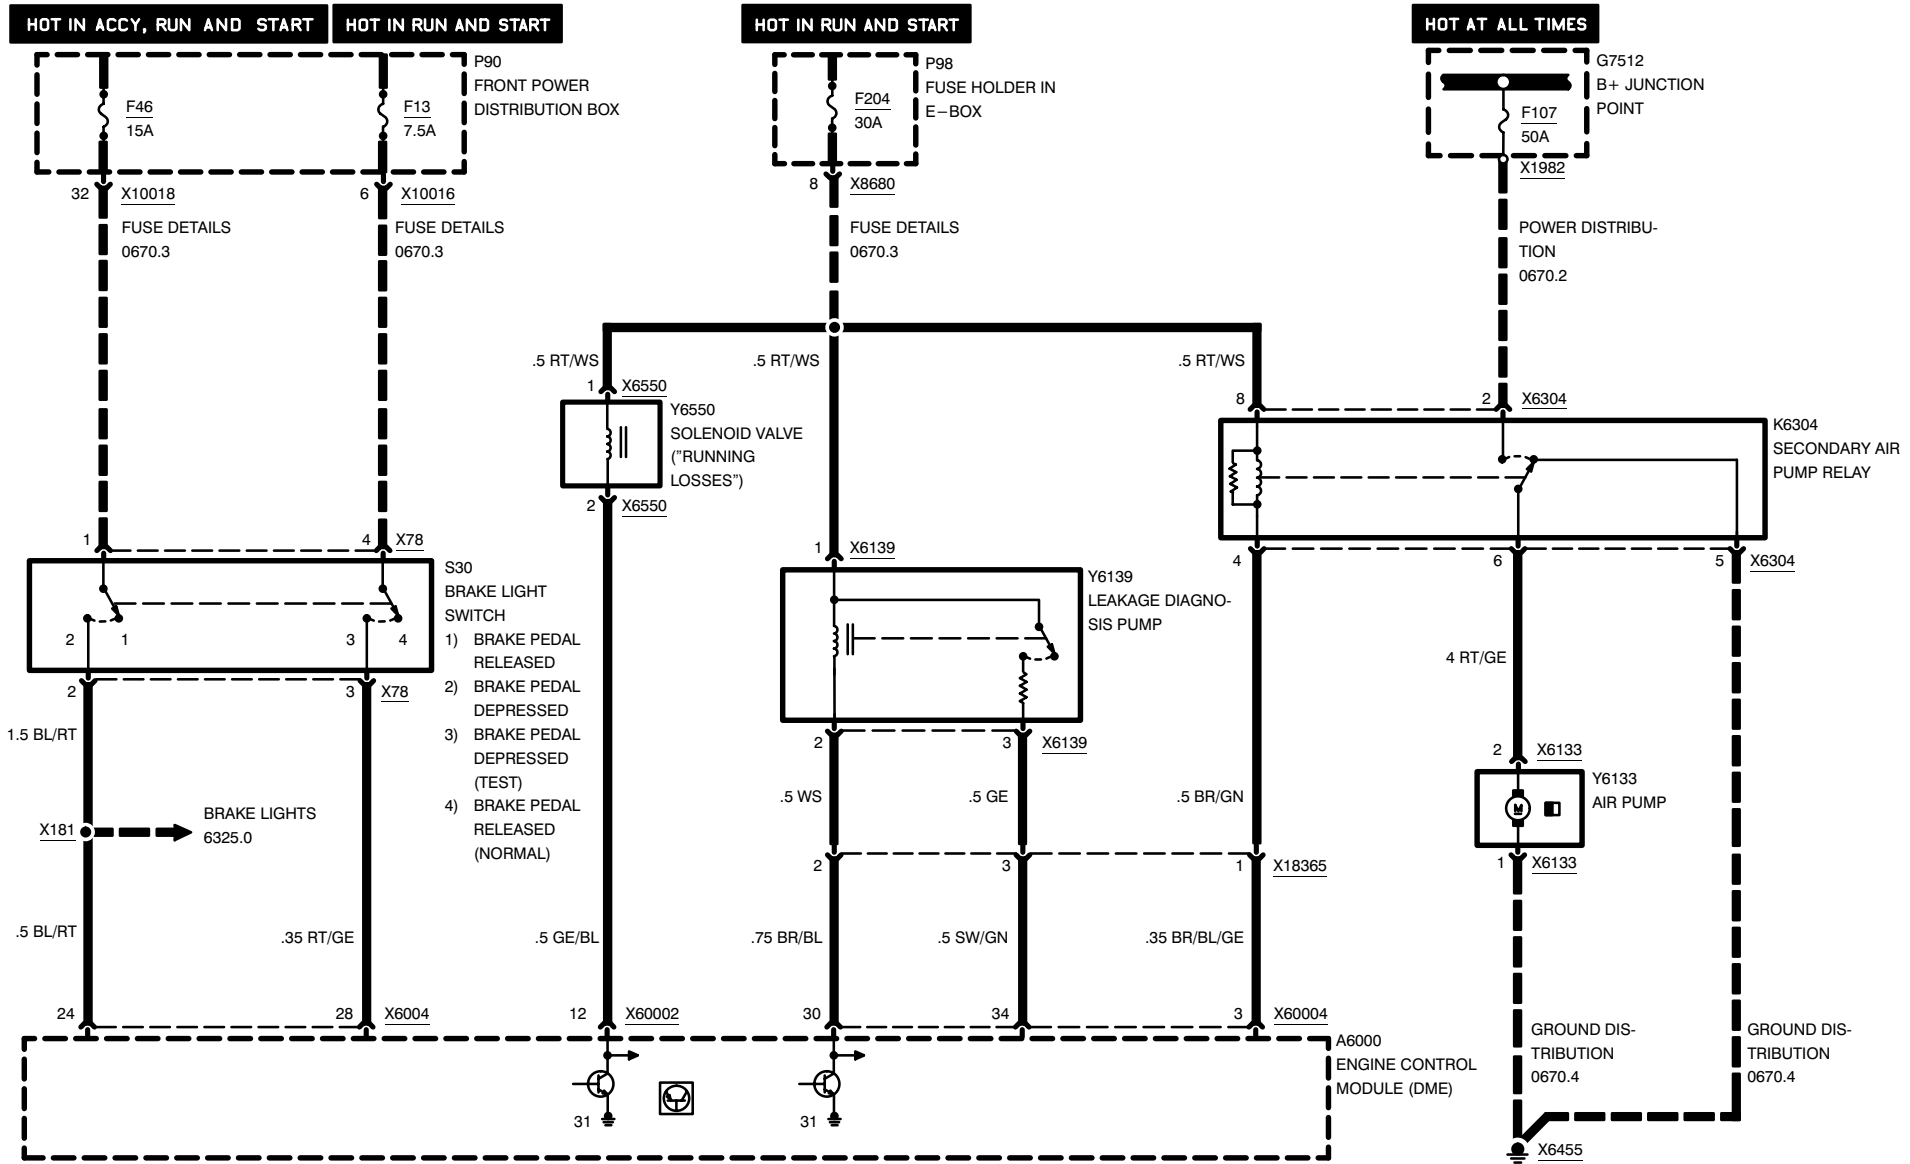 HOT IN ACCY, RUN AND START
HOT IN RUN AND START
HOT IN RUN AND START
HOT AT ALL TIMES
P90
FRONT POWER
DISTRIBUTION BOX
F46
15A
F13
7.5A
P98
FUSE HOLDER IN
E-BOX
F204
30A
G7512
B+ JUNCTION
POINT
F107
50A
X1982
32
X10018
6
X10016
8
X8680
FUSE DETAILS
0670.3
FUSE DETAILS
0670.3
FUSE DETAILS
0670.3
POWER DISTRIBU-
TION
0670.2
.5 RT/WS
.5 RT/WS
.5 RT/WS
1
X6550
8
2
X6304
Y6550
SOLENOID VALVE
("RUNNING
LOSSES")
2
X6550
K6304
SECONDARY AIR
PUMP RELAY
1
4
X78
1
X6139
4
6
5
X6304
S30
BRAKE LIGHT
SWITCH
1) BRAKE PEDAL
RELEASED
2) BRAKE PEDAL
DEPRESSED
3) BRAKE PEDAL
DEPRESSED
(TEST)
4) BRAKE PEDAL
RELEASED
(NORMAL)
2
1
3
4
Y6139
LEAKAGE DIAGNO-
SIS PUMP
2
3
X78
2
3
X6139
4 RT/GE
1.5 BL/RT
2
X6133
Y6133
AIR PUMP
M
.5 WS
.5 GE
.5 BR/GN
X181
BRAKE LIGHTS
6325.0
2
3
1
X18365
1
X6133
.5 BL/RT
.35 RT/GE
.5 GE/BL
.75 BR/BL
.5 SW/GN
.35 BR/BL/GE
24
28
X6004
12
X60002
30
34
3
X60004
A6000
ENGINE CONTROL
MODULE (DME)
31
31
GROUND DIS-
TRIBUTION
0670.4
GROUND DIS-
TRIBUTION
0670.4
X6455